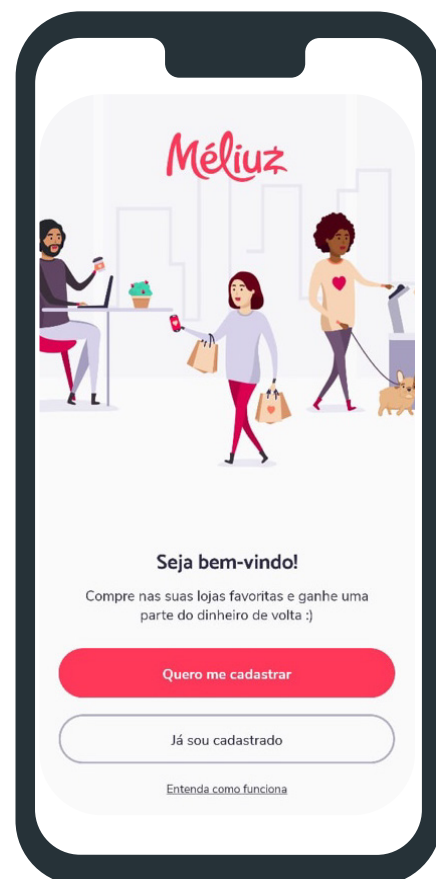 Méliuz
Seja bem-vindo!
Compre nas suas lojas favoritas e ganhe uma
parte do dinheiro de volta :)
Quero me cadastrar
Já sou cadastrado
Entenda como funciona